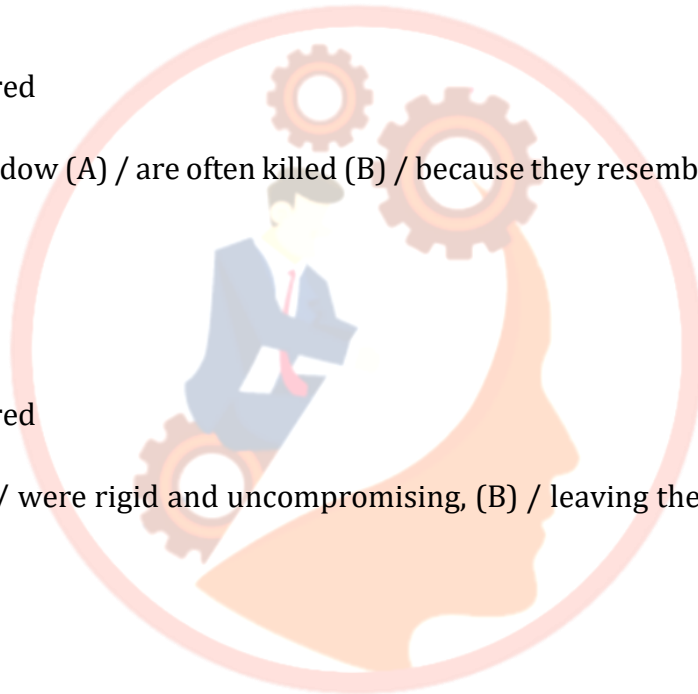 red
dow (A) / are often killed (B) / because they resemb
red
/ were rigid and uncompromising, (B) / leaving the